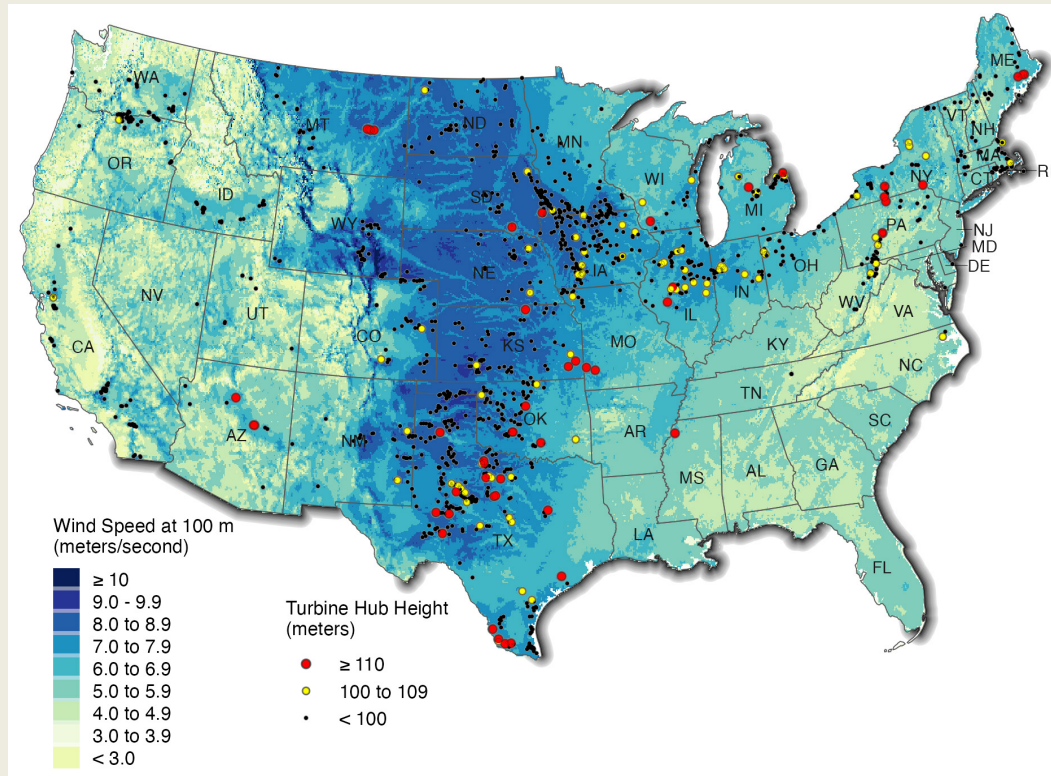 WA
ME
MT
ND
VT
NH
MN
OR
MA
WI
NY
CT
R
ID
SD
MI
WY
PA
NJ
MD
IA
NE
OH
DE
NV
IN
UT
IL
WV
VA
CO
CA
KS
MO
KY
NC
TN
OK
AZ
NM
AR
SC
MS
AL
GA
Wind Speed at 100 m
(meters/second)
≥ 10
9.0 - 9.9
8.0 to 8.9
7.0 to 7.9
6.0 to 6.9
5.0 to 5.9
4.0 to 4.9
3.0 to 3.9
< 3.0
TX
LA
FL
Turbine Hub Height
(meters)
≥ 110
100 to 109
< 100